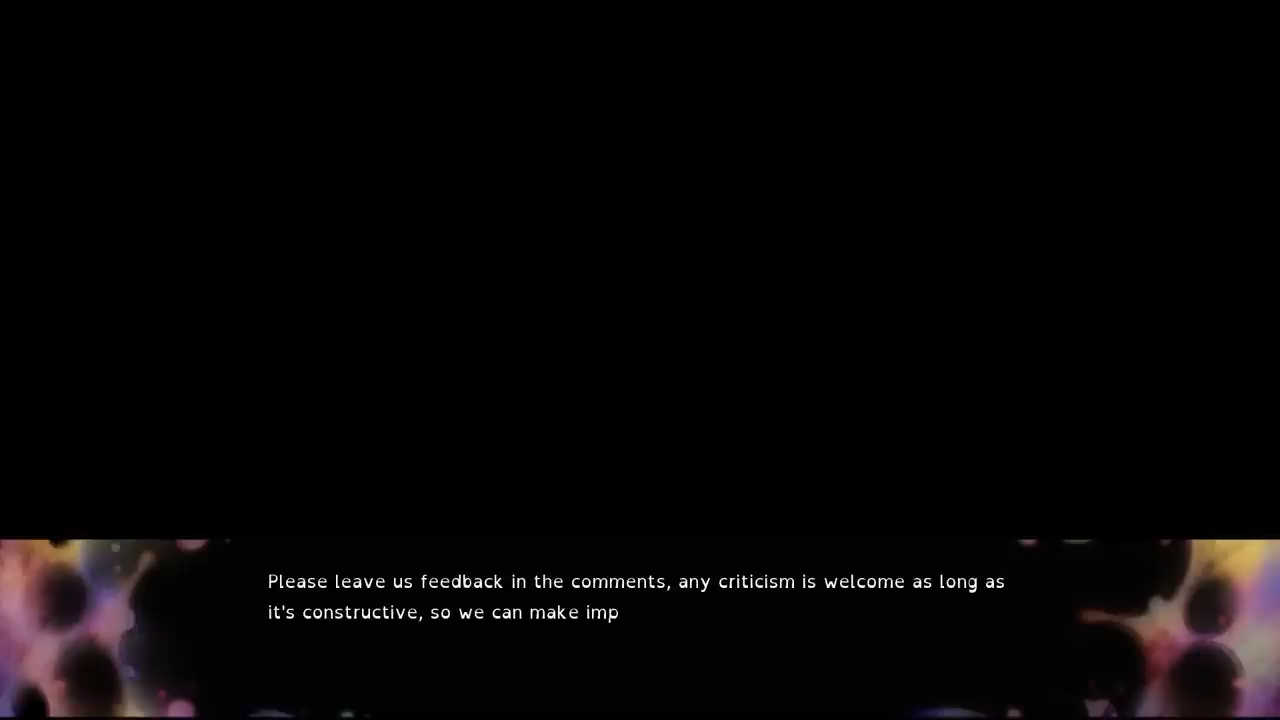 Please leave us feedback in the comments, any criticism is welcome as long as
it's constructive, so we can make imp